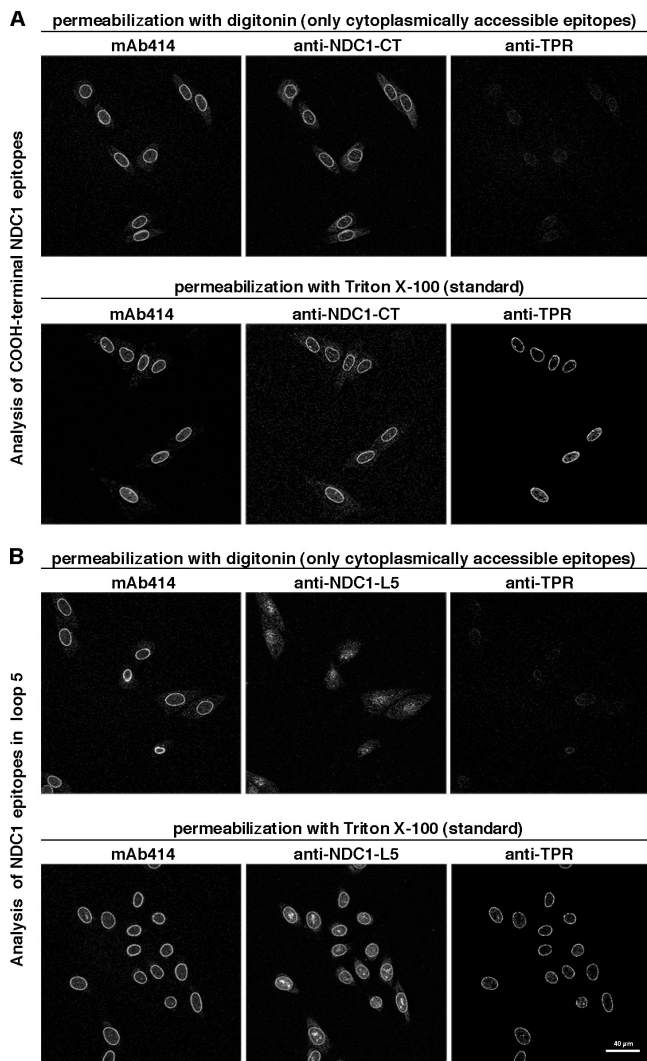 A
permeabilization with digitonin (only cytoplasmically accessible epitopes)
mAb414 anti-NDC1-CT anti-TPR
Analysis of COOH-terminal NDC1 epitopes
permeabilization with Triton X-100 (standard)
mAb414 anti-NDC1-CT anti-TPR
B
permeabilization with digitonin (only cytoplasmically accessible epitopes)
mAb414 anti-NDC1-L5 anti-TPR
Analysis of NDC1 epitopes in loop 5
permeabilization with Triton X-100 (standard)
mAb414 anti-NDC1-L5 anti-TPR
40 µm